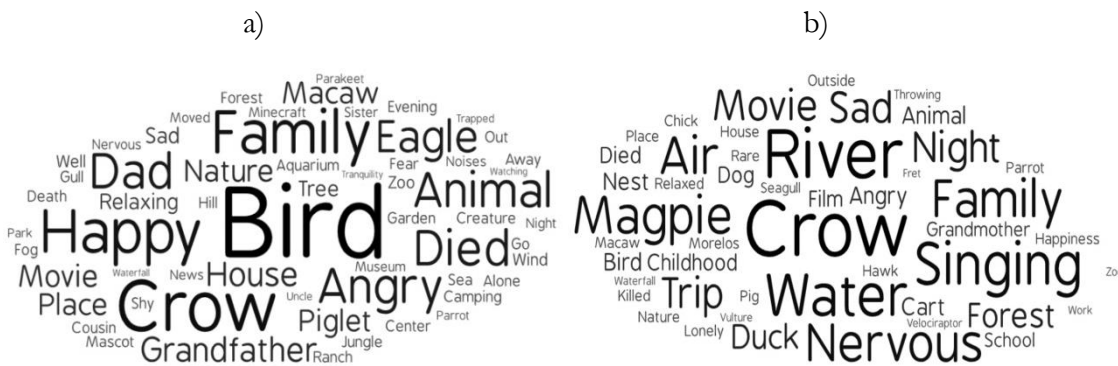 a)
b)
Parakeet
Forest Macaw
Moved Minecraft Sister Evening
Nervous Sad Family Eagle Trapped Out
Well Dad Nature Aquarium Fear Noises Away
Gull Tranquility Zoo Animal Watching
Death Relaxing Hill Bird Tree Garden Creature Night
Park Happy Died Go
Fog Museum Wind
Movie Waterfall News House Angry Sea Alone
Place Shy Crow Uncle Camping
Cousin Piglet Center Parrot
Mascot Grandfather Ranch Jungle
Outside
Movie Sad Throwing
Chick Animal
Place House River Night
Died Air Rare Fret Parrot
Nest Relaxed Dog Seagull Film Angry Family
Magpie Crow Grandmother
Macaw Morelos Singing Happiness
Bird Childhood Hawk Zo
Waterfall Water
Killed Trip Pig Cart Forest Work
Nature Vulture Velociraptor
Lonely Duck Nervous School